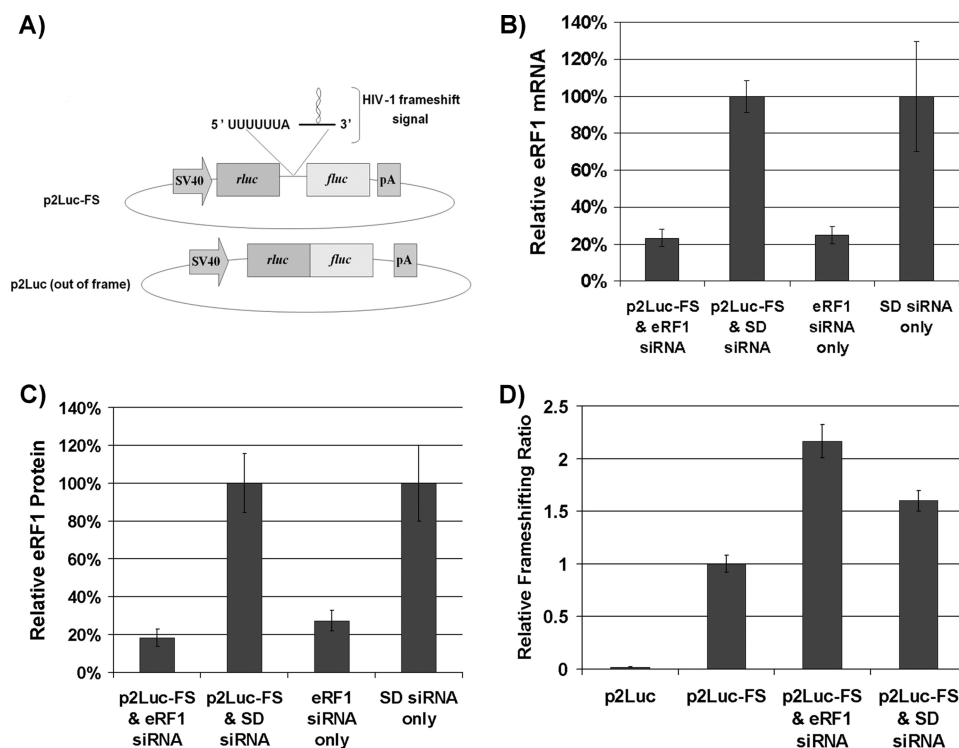 A)
HIV-1 frameshift
signal
5' UUUUUUA
3'
SV40
rluc
fluc
pA
p2Luc-FS
SV40
rluc
fluc
pA
p2Luc (out of frame)
B)
Relative eRF1 mRNA
140%
120%
100%
80%
60%
40%
20%
0%
p2Luc-FS
& eRF1
siRNA
p2Luc-FS
& SD
siRNA
eRF1
siRNA
only
SD siRNA
only
C)
Relative eRF1 Protein
140%
120%
100%
80%
60%
40%
20%
0%
p2Luc-FS
& eRF1
siRNA
p2Luc-FS
& SD
siRNA
eRF1
siRNA
only
SD siRNA
only
D)
Relative Frameshifting Ratio
2.5
2
1.5
1
0.5
0
p2Luc
p2Luc-FS
p2Luc-FS
& eRF1
siRNA
p2Luc-FS
& SD
siRNA